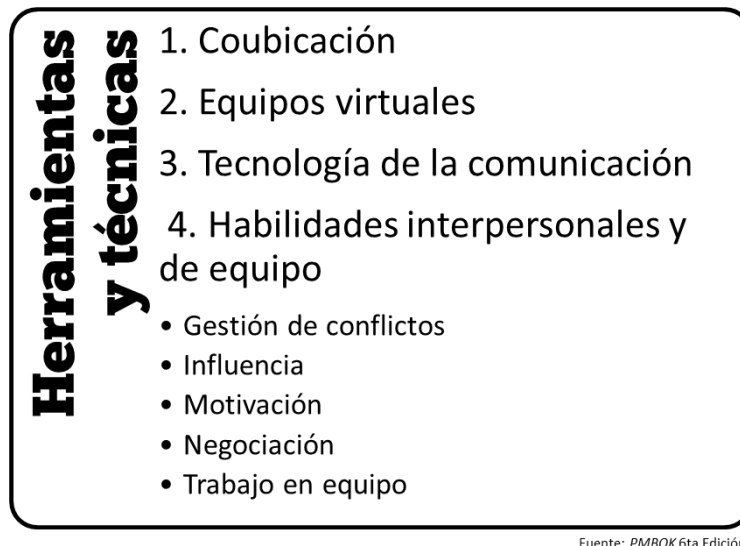 Herramientas
y técnicas
1. Coubicación
2. Equipos virtuales
3. Tecnología de la comunicación
4. Habilidades interpersonales y
de equipo
• Gestión de conflictos
• Influencia
• Motivación
• Negociación
• Trabajo en equipo
Fuente: PMBOK 6ta Edición